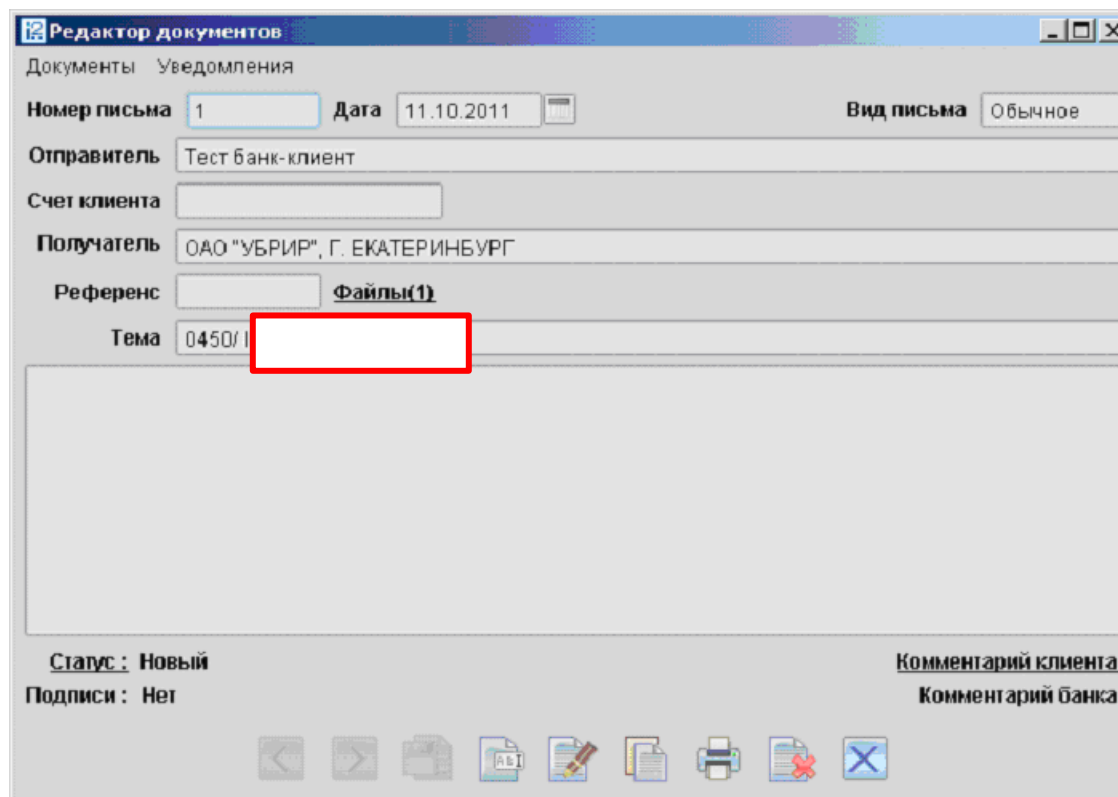 Редактор документов
Документы Уведомления
Номер письма 1 Дата 11.10.2011 Вид письма Обычное
Отправитель Тест банк-клиент
Счет клиента
Получатель ОАО "УБРИР", Г. ЕКАТЕРИНБУРГ
Референс Файлы(1)
Тема 0450/
Статус : Новый Комментарий клиента
Подписи : Нет Комментарий банка